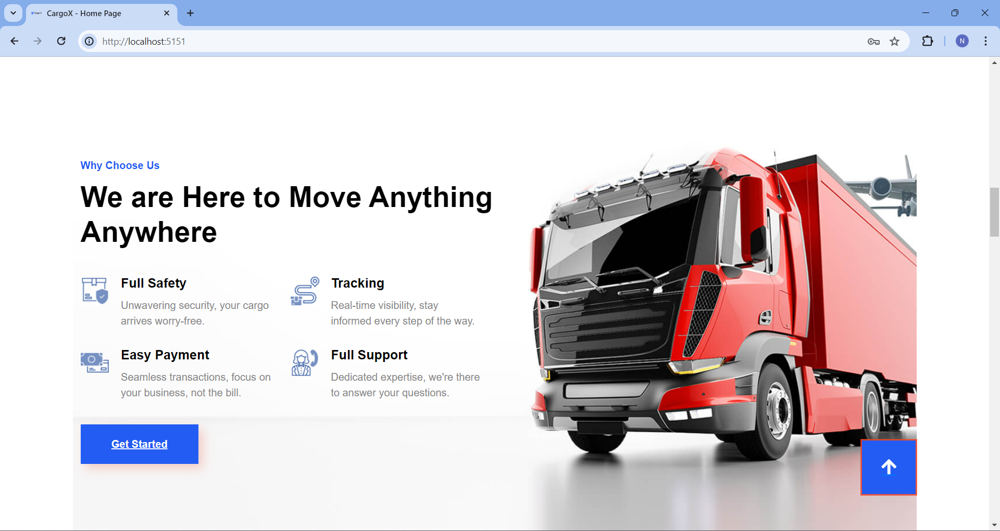 CargoX - Home Page
http://localhost:5151
N
Why Choose Us
We are Here to Move Anything
Anywhere
Full Safety
Unwavering security, your cargo
arrives worry-free.
Tracking
Real-time visibility, stay
informed every step of the way.
Easy Payment
Seamless transactions, focus on
your business, not the bill.
Full Support
Dedicated expertise, we're there
to answer your questions.
Get Started